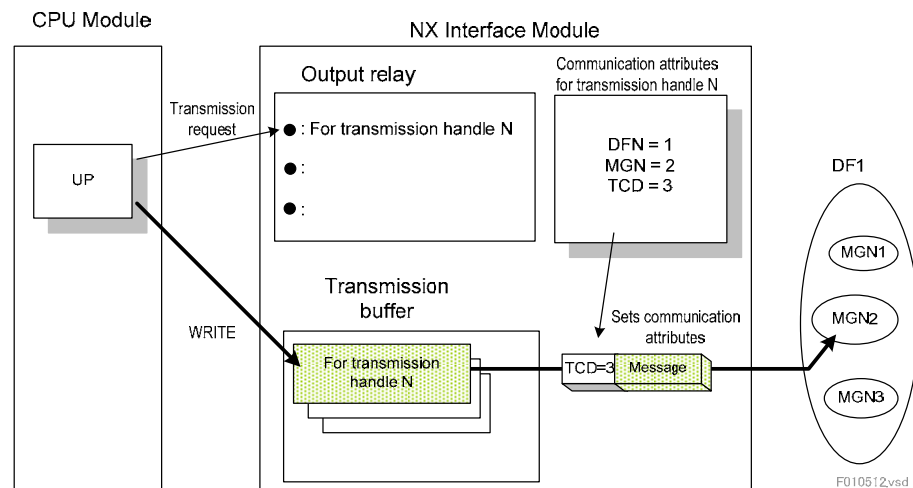 CPU Module
NX Interface Module
Output relay
Communication attributes
for transmission handle N
Transmission
request
● : For transmission handle N
● :
● :
UP
DFN = 1
MGN = 2
TCD = 3
DF1
MGN1
MGN2
MGN3
Transmission
buffer
WRITE
For transmission
handle N
Sets communication
attributes
TCD=3
Message
F010512.vsd